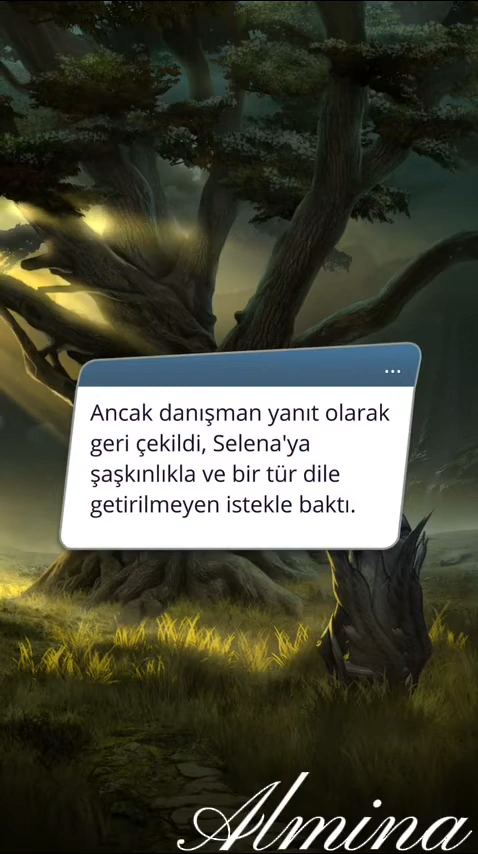 ...
Ancak danışman yanıt olarak
geri çekildi, Selena'ya
şaşkınlıkla ve bir tür dile
getirilmeyen istekle baktı.
Almina